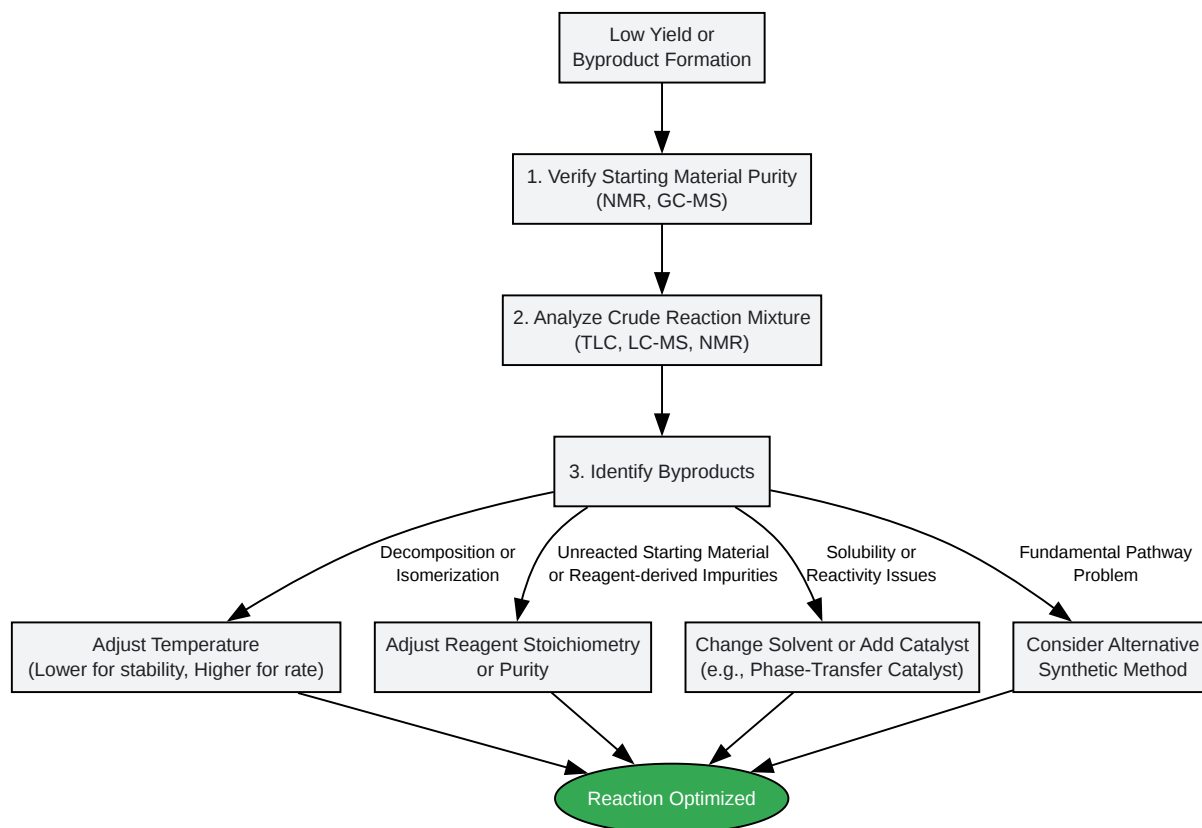 Low Yield or
Byproduct Formation
1. Verify Starting Material Purity
(NMR, GC-MS)
2. Analyze Crude Reaction Mixture
(TLC, LC-MS, NMR)
3. Identify Byproducts
Decomposition or
Isomerization
Unreacted Starting Material
or Reagent-derived Impurities
Solubility or
Reactivity Issues
Fundamental Pathway
Problem
Adjust Temperature
(Lower for stability, Higher for rate)
Adjust Reagent Stoichiometry
or Purity
Change Solvent or Add Catalyst
(e.g., Phase-Transfer Catalyst)
Consider Alternative
Synthetic Method
Reaction Optimized